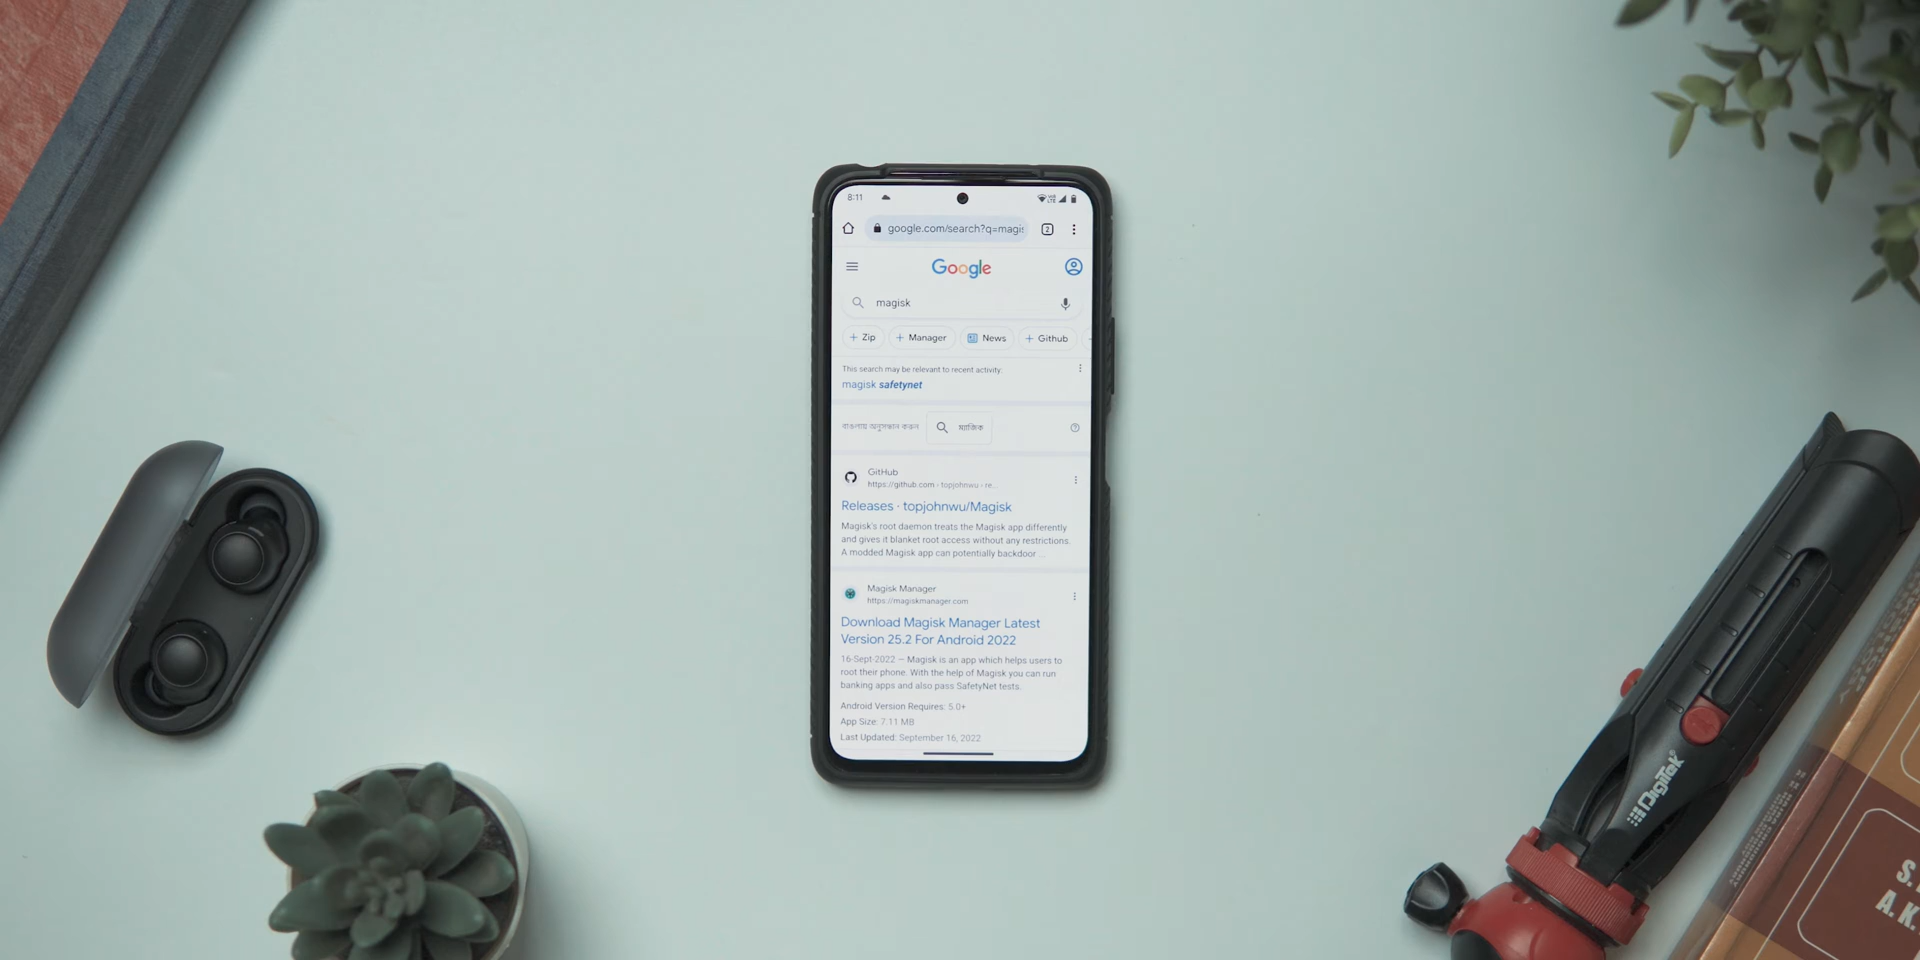 8:11
google.com/search?q=magis
2
Google
magisk
+ Zip
+ Manager
News
+ Github
This search may be relevant to recent activity.
magisk safetynet
বাঙলায় অনুসন্ধান করুন
ম্যাজিক
GitHub
https://github.com › topjohnwu › re...
Releases · topjohnwu/Magisk
Magisk's root daemon treats the Magisk app differently
and gives it blanket root access without any restrictions.
A modded Magisk app can potentially backdoor ...
Magisk Manager
https://magiskmanager.com
Download Magisk Manager Latest
Version 25.2 For Android 2022
16-Sept-2022 — Magisk is an app which helps users to
root their phone. With the help of Magisk you can run
banking apps and also pass SafetyNet tests.
Android Version Requires: 5.0+
App Size: 7.11 MB
Last Updated: September 16, 2022
DIGITEK
S.
A. K.